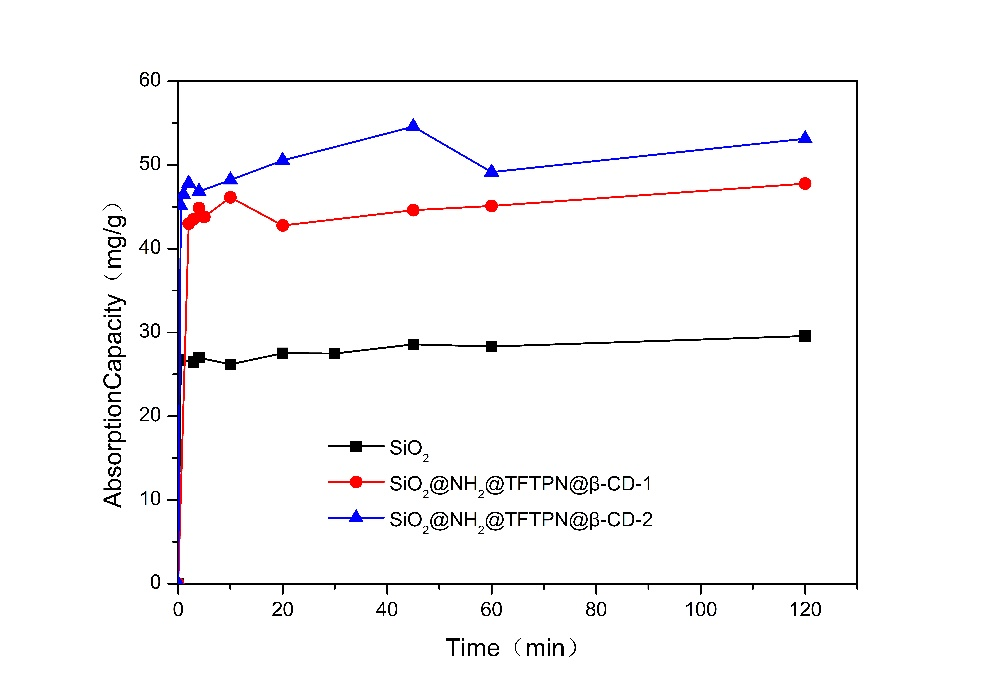 60
50
40
30
20
10
0
0 20 40 60 80 100 120
AbsorptionCapacity（mg/g）
Time（min）
SiO₂
SiO₂@NH₂@TFTPN@β-CD-1
SiO₂@NH₂@TFTPN@β-CD-2